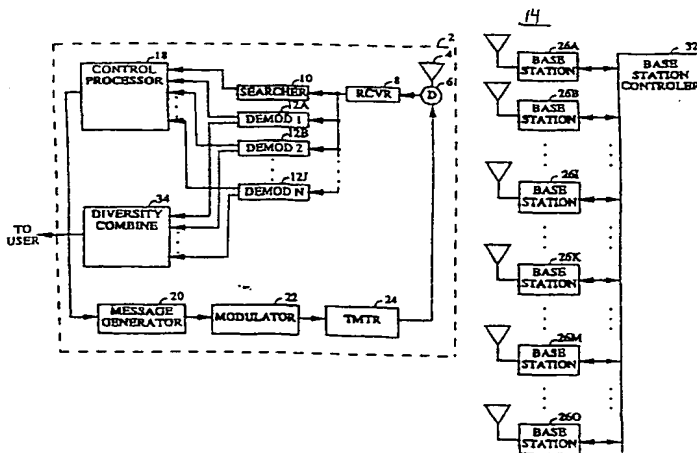 14
2
18
CONTROL
PROCESSOR
10
SEARCHER
8
RCVR
4
D
6
12A
DEMOD 1
12B
DEMOD 2
12J
DEMOD N
34
DIVERSITY
COMBINE
TO
USER
20
MESSAGE
GENERATOR
22
MODULATOR
24
TMTR
26A
BASE
STATION
32
BASE
STATION
CONTROLER
26B
BASE
STATION
26I
BASE
STATION
26K
BASE
STATION
26M
BASE
STATION
26O
BASE
STATION